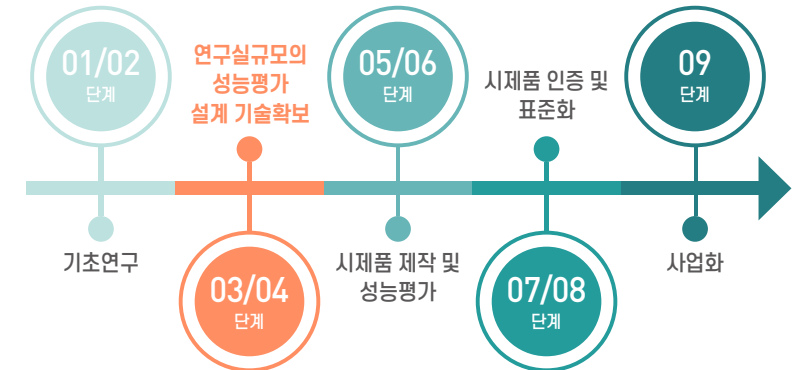 01/02
단계
기초연구
연구실규모의
성능평가
설계 기술확보
03/04
단계
05/06
단계
시제품 제작 및
성능평가
시제품 인증 및
표준화
07/08
단계
09
단계
사업화